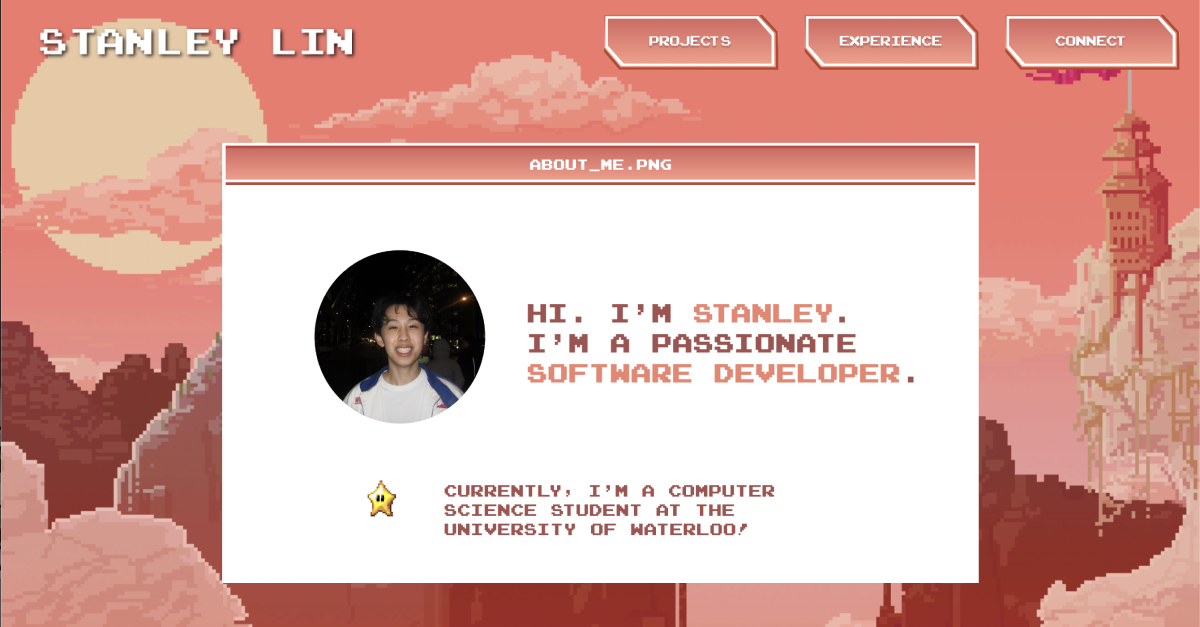 STANLEY LIN
PROJECTS
EXPERIENCE
CONNECT
ABOUT_ME.PNG
HI. I'M STANLEY.
I'M A PASSIONATE
SOFTWARE DEVELOPER.
CURRENTLY, I'M A COMPUTER
SCIENCE STUDENT AT THE
UNIVERSITY OF WATERLOO!